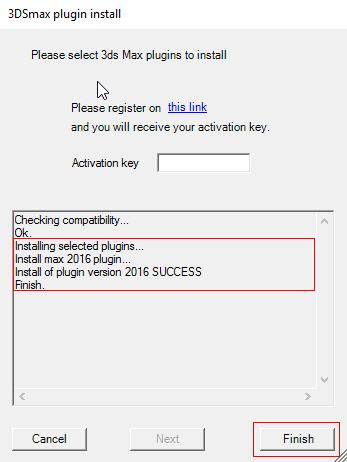 3DSmax plugin install
Please select 3ds Max plugins to install
Please register on this link
and you will receive your activation key.
Activation key
Checking compatibility...
Ok.
Installing selected plugins...
Install max 2016 plugin...
Install of plugin version 2016 SUCCESS
Finish.
Cancel Next Finish